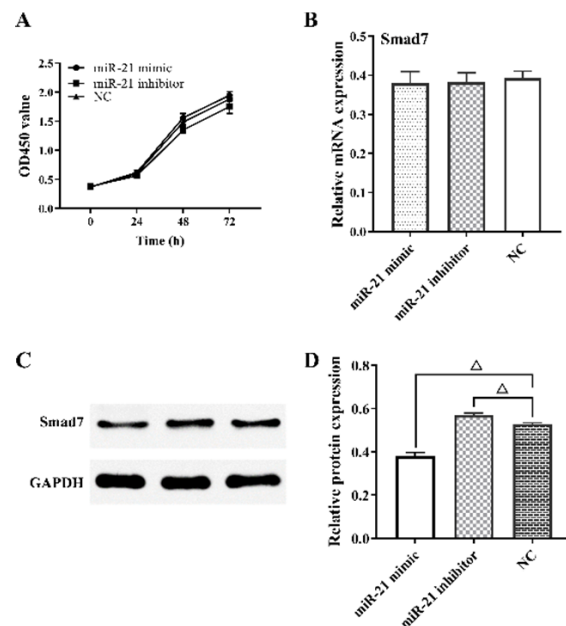 A
miR-21 mimic
miR-21 inhibitor
NC
OD450 value
2.5
2.0
1.5
1.0
0.5
0.0
0 24 48 72
Time (h)
B
Smad7
Relative mRNA expression
0.5
0.4
0.3
0.2
0.1
0.0
miR-21 mimic
miR-21 inhibitor
NC
C
Smad7
GAPDH
D
Relative protein expression
0.8
0.6
0.4
0.2
0.0
△
△
miR-21 mimic
miR-21 inhibitor
NC